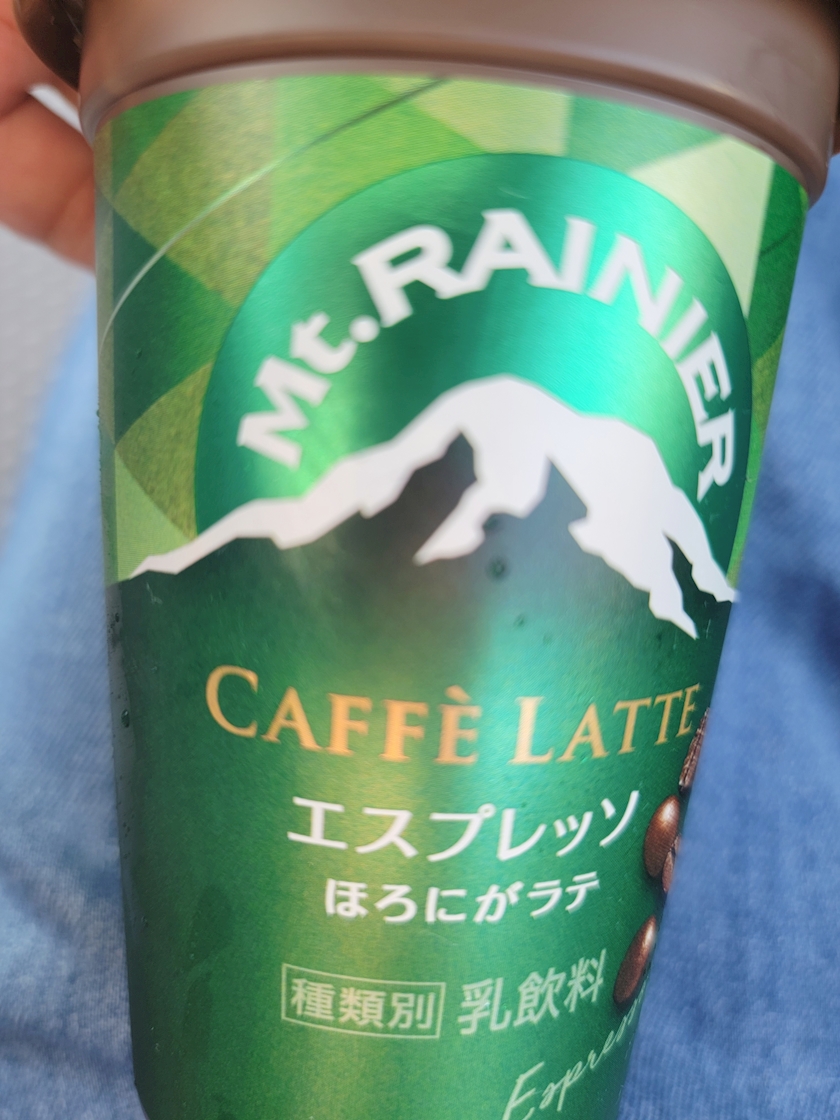 Mt. RAINIER
CAFFÈ LATTE
エスプレッソ
ほろにがラテ
種類別 乳飲料